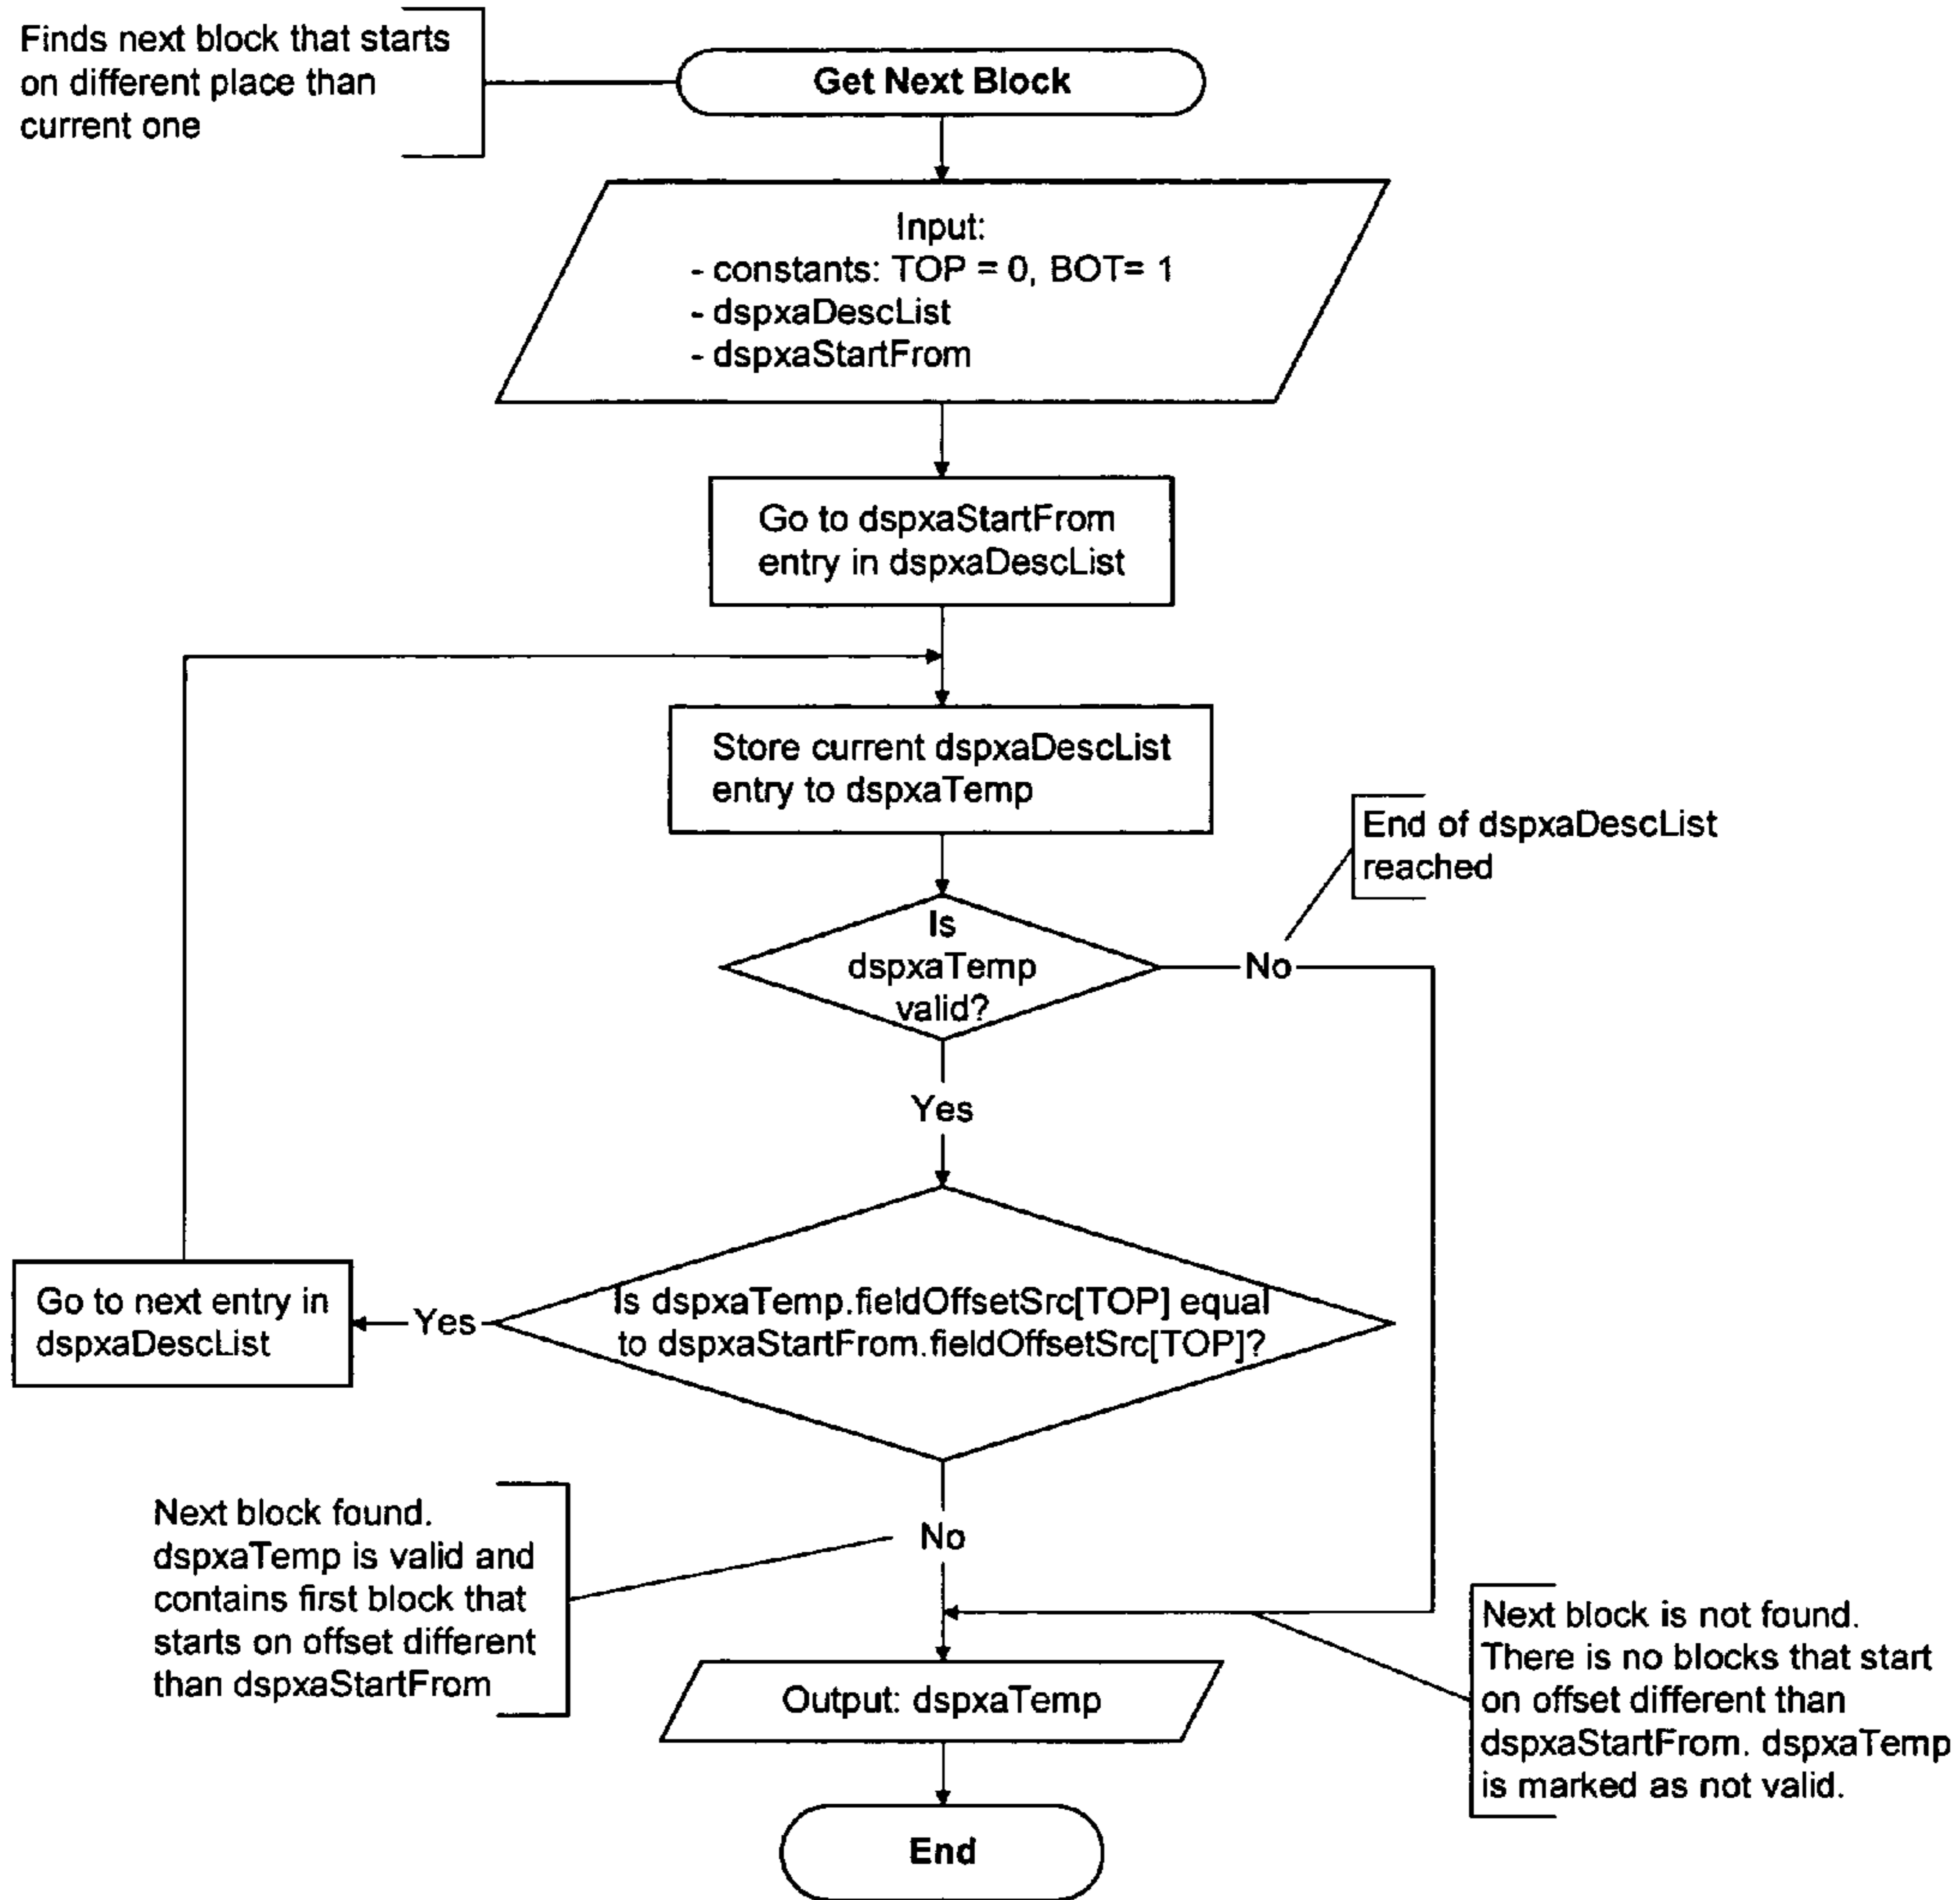 Finds next block that starts
on different place than
current one
Get Next Block
Input:
- constants: TOP = 0, BOT= 1
- dspxaDescList
- dspxaStartFrom
Go to dspxaStartFrom
entry in dspxaDescList
Store current dspxaDescList
entry to dspxaTemp
End of dspxaDescList
reached
Is
dspxaTemp
valid?
No
Yes
Is dspxaTemp.fieldOffsetSrc[TOP] equal
to dspxaStartFrom.fieldOffsetSrc[TOP]?
Yes
Go to next entry in
dspxaDescList
No
Next block found.
dspxaTemp is valid and
contains first block that
starts on offset different
than dspxaStartFrom
Next block is not found.
There is no blocks that start
on offset different than
dspxaStartFrom. dspxaTemp
is marked as not valid.
Output: dspxaTemp
End